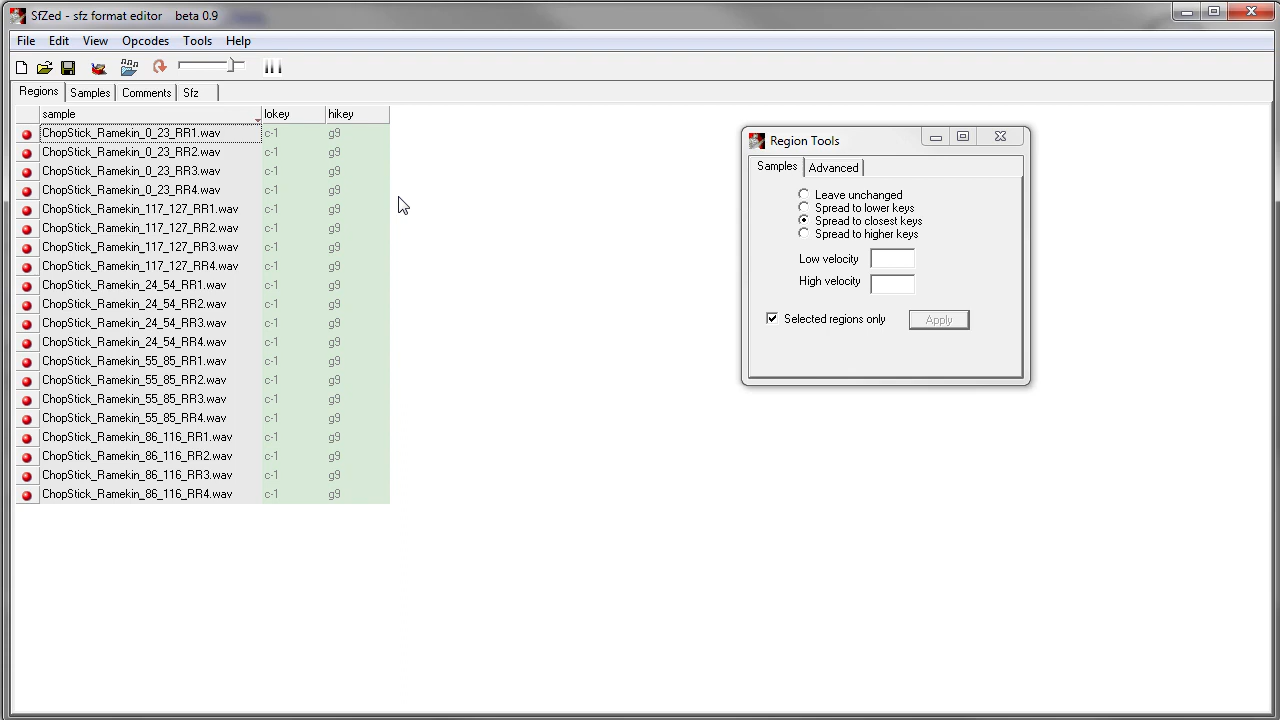 SfZed - sfz format editor beta 0.9
File Edit View Opcodes Tools Help
Regions Samples Comments Sfz
sample lokey hikey
ChopStick_Ramekin_0_23_RR1.wav c-1 g9
ChopStick_Ramekin_0_23_RR2.wav c-1 g9
ChopStick_Ramekin_0_23_RR3.wav c-1 g9
ChopStick_Ramekin_0_23_RR4.wav c-1 g9
ChopStick_Ramekin_117_127_RR1.wav c-1 g9
ChopStick_Ramekin_117_127_RR2.wav c-1 g9
ChopStick_Ramekin_117_127_RR3.wav c-1 g9
ChopStick_Ramekin_117_127_RR4.wav c-1 g9
ChopStick_Ramekin_24_54_RR1.wav c-1 g9
ChopStick_Ramekin_24_54_RR2.wav c-1 g9
ChopStick_Ramekin_24_54_RR3.wav c-1 g9
ChopStick_Ramekin_24_54_RR4.wav c-1 g9
ChopStick_Ramekin_55_85_RR1.wav c-1 g9
ChopStick_Ramekin_55_85_RR2.wav c-1 g9
ChopStick_Ramekin_55_85_RR3.wav c-1 g9
ChopStick_Ramekin_55_85_RR4.wav c-1 g9
ChopStick_Ramekin_86_116_RR1.wav c-1 g9
ChopStick_Ramekin_86_116_RR2.wav c-1 g9
ChopStick_Ramekin_86_116_RR3.wav c-1 g9
ChopStick_Ramekin_86_116_RR4.wav c-1 g9
Region Tools
Samples Advanced
Leave unchanged
Spread to lower keys
Spread to closest keys
Spread to higher keys
Low velocity
High velocity
Selected regions only Apply